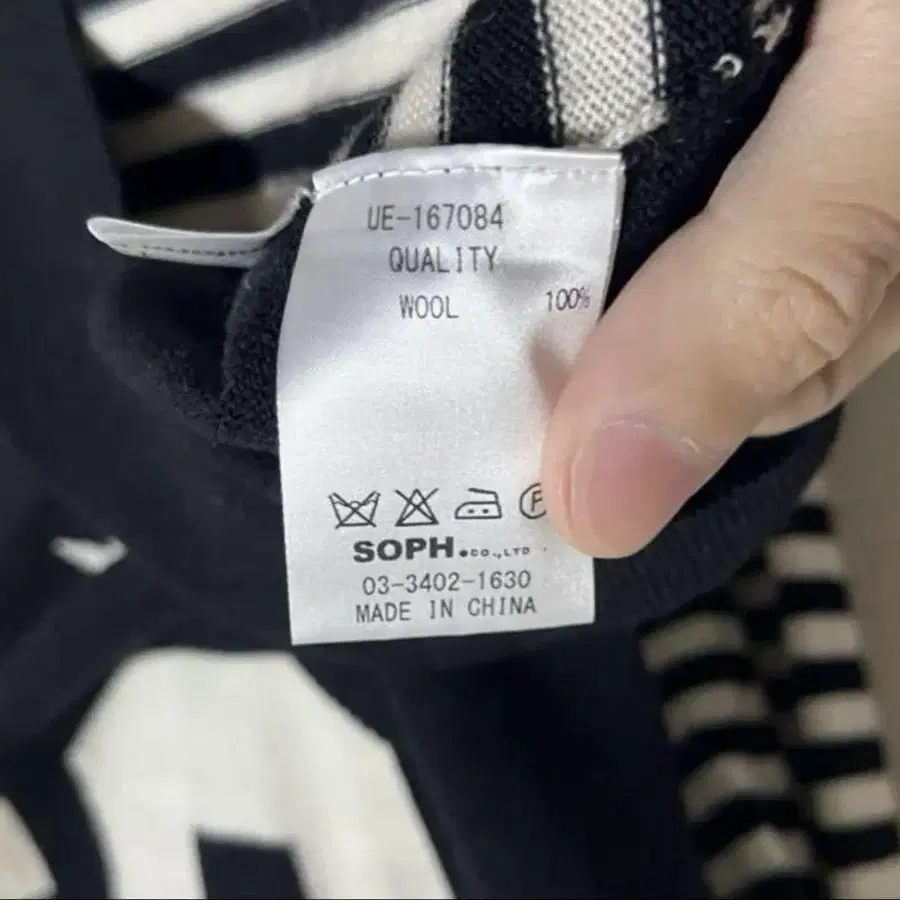 UE-167084
QUALITY
WOOL 100%
P
SOPH.CO.,LTD.
03-3402-1630
MADE IN CHINA